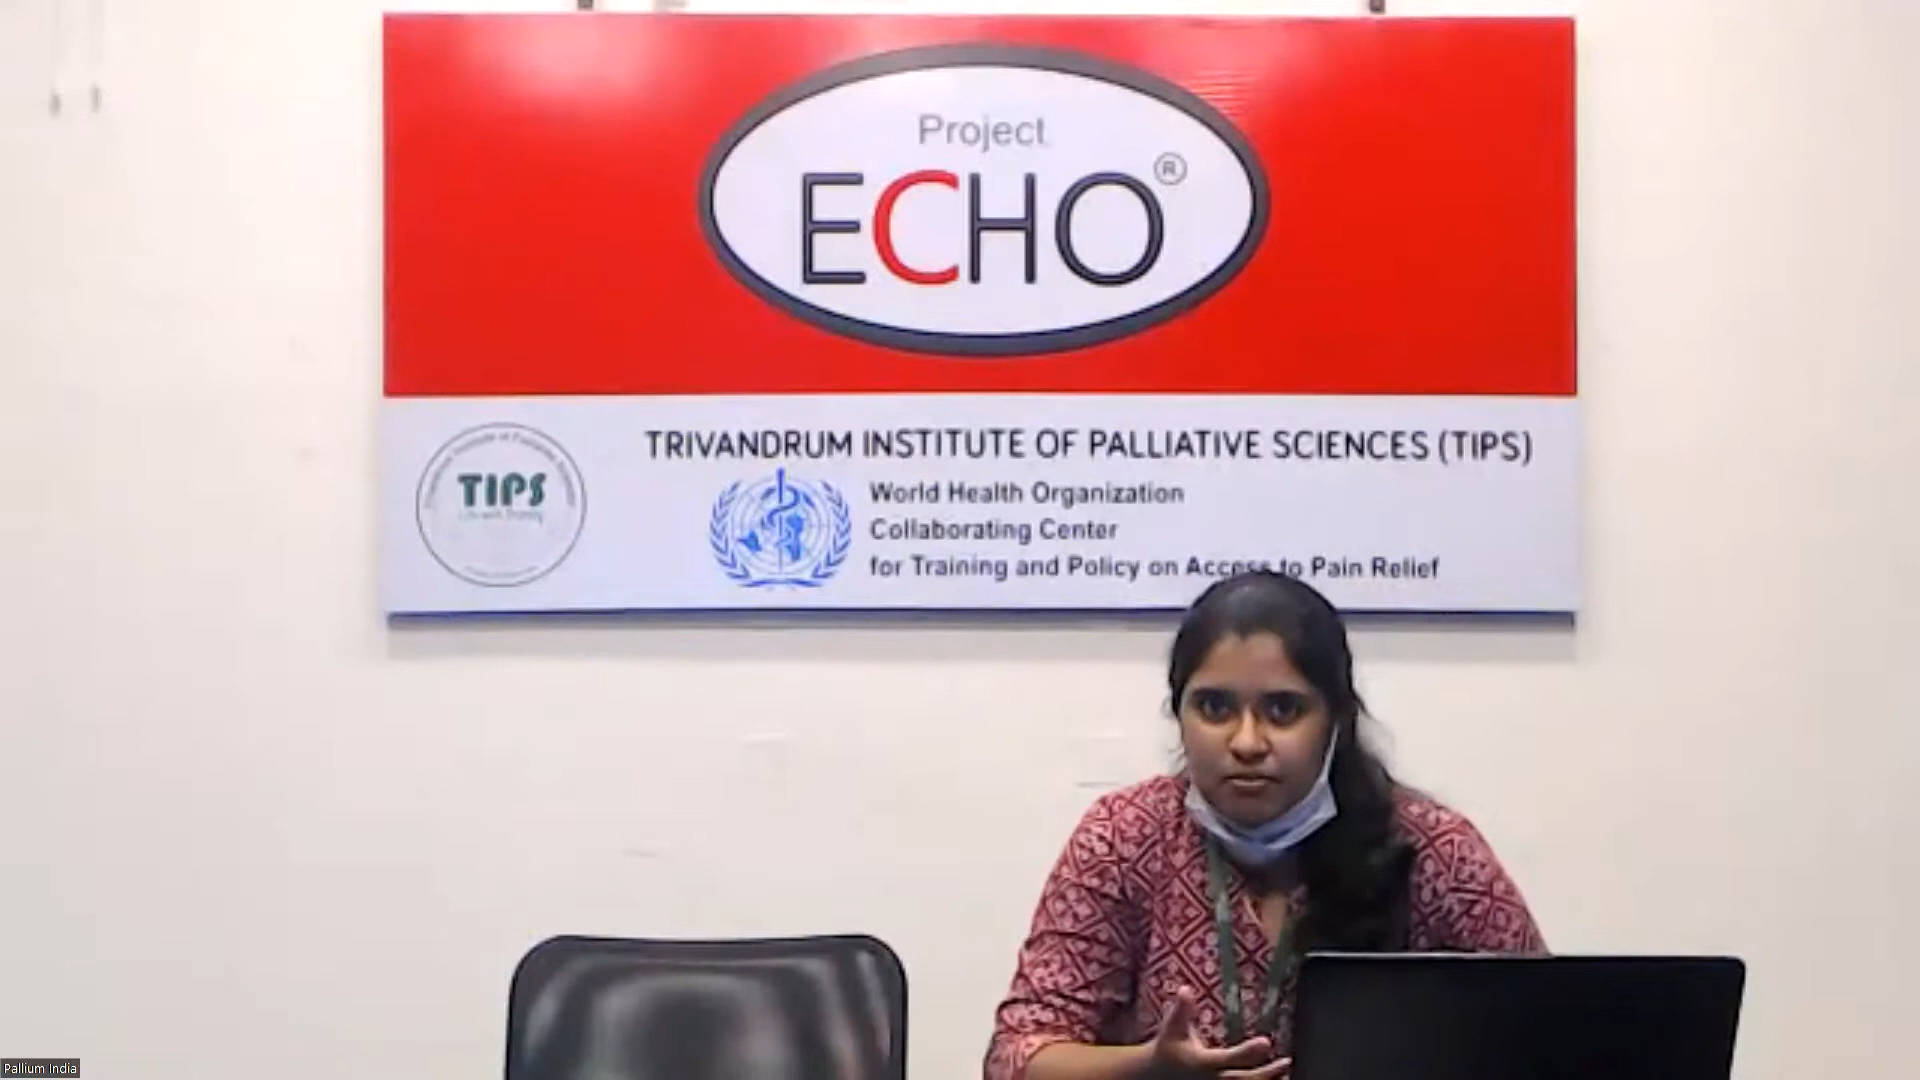 Project
ECHO®
TRIVANDRUM INSTITUTE OF PALLIATIVE SCIENCES (TIPS)
TIPS
World Health Organization
Collaborating Center
for Training and Policy on Access to Pain Relief
Pallium India